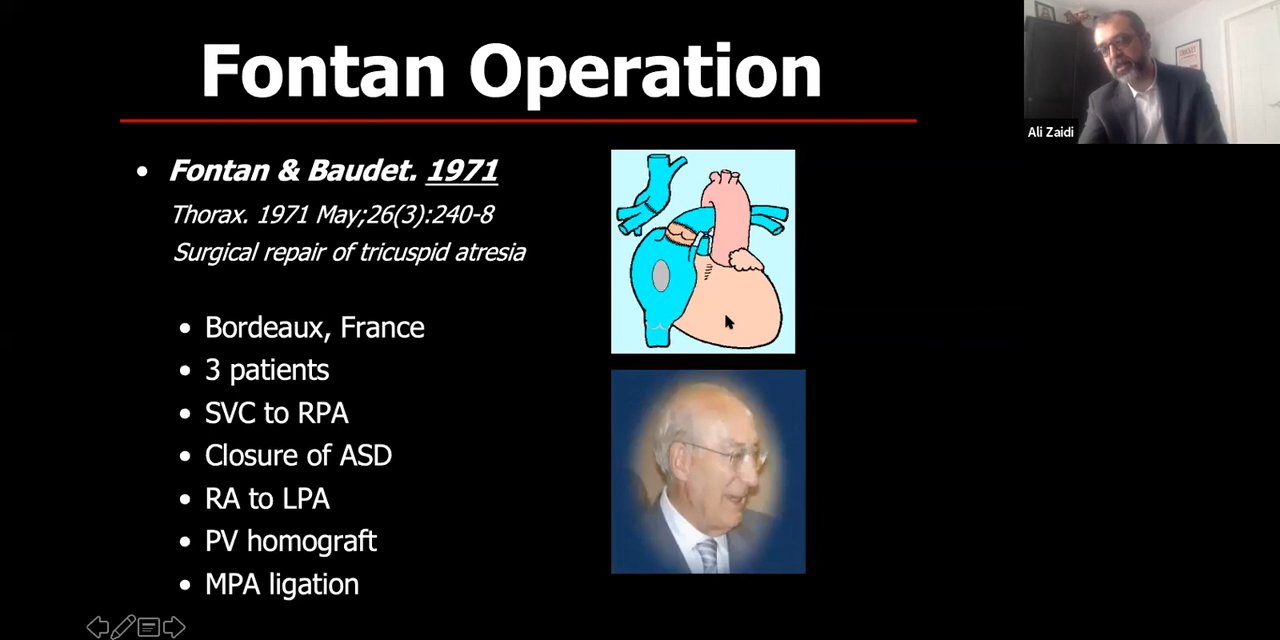 Fontan Operation
Ali Zaidi
• Fontan & Baudet. 1971
Thorax. 1971 May;26(3):240-8
Surgical repair of tricuspid atresia
• Bordeaux, France
• 3 patients
• SVC to RPA
• Closure of ASD
• RA to LPA
• PV homograft
• MPA ligation